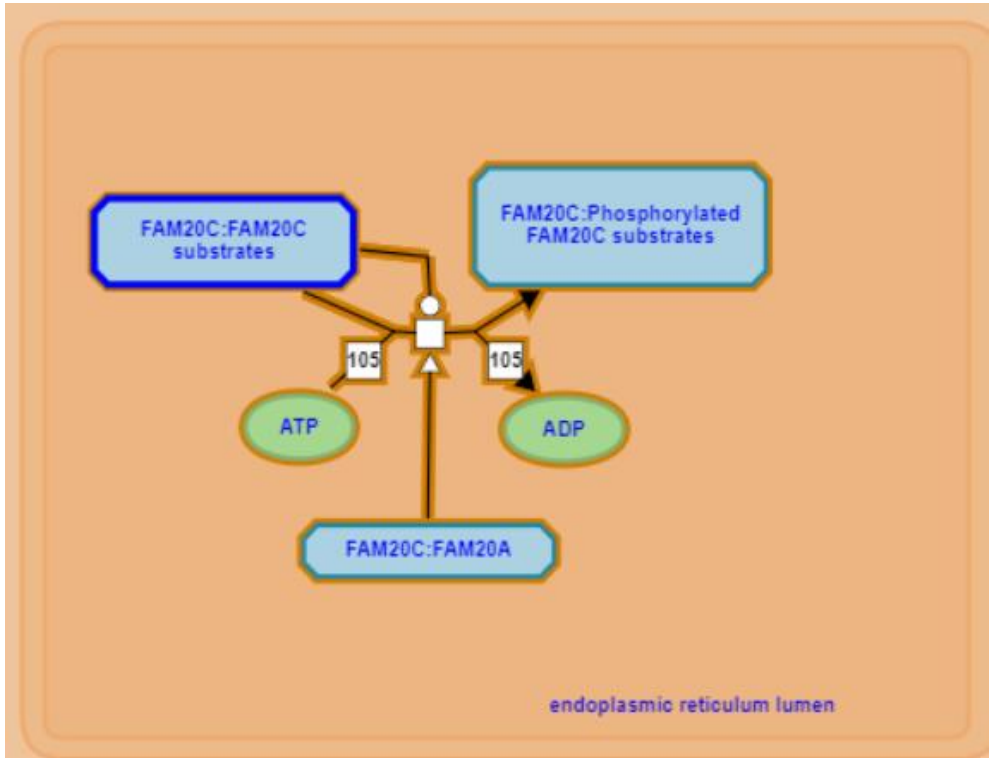 FAM20C:FAM20C
substrates
FAM20C:Phosphorylated
FAM20C substrates
105
105
ATP
ADP
FAM20C:FAM20A
endoplasmic reticulum lumen